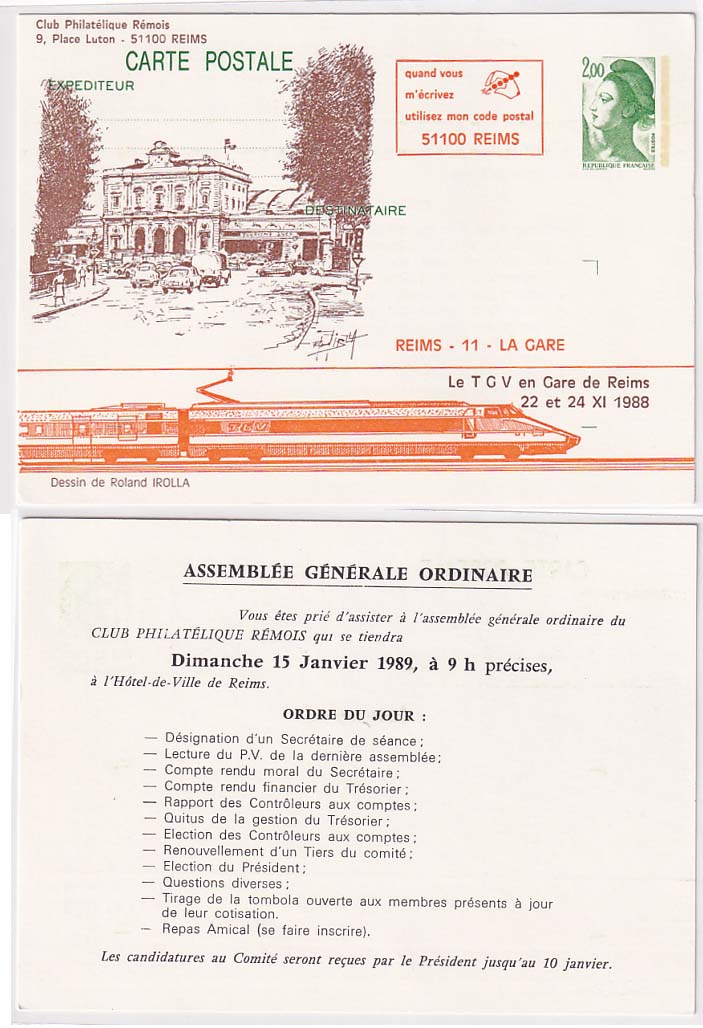 Club Philatélique Rémois
9, Place Luton - 51100 REIMS
CARTE POSTALE
EXPEDITEUR
quand vous
m'écrivez
utilisez mon code postal
51100 REIMS
2,00
POSTES
REPUBLIQUE FRANÇAISE
DESTINATAIRE
REIMS - 11 - LA GARE
Le T G V en Gare de Reims
22 et 24 XI 1988
Dessin de Roland IROLLA
ASSEMBLÉE GÉNÉRALE ORDINAIRE
Vous êtes prié d'assister à l'assemblée générale ordinaire du
CLUB PHILATÉLIQUE RÉMOIS qui se tiendra
Dimanche 15 Janvier 1989, à 9 h précises,
à l'Hôtel-de-Ville de Reims.
ORDRE DU JOUR :
— Désignation d'un Secrétaire de séance ;
— Lecture du P.V. de la dernière assemblée;
— Compte rendu moral du Secrétaire ;
— Compte rendu financier du Trésorier ;
— Rapport des Contrôleurs aux comptes ;
— Quitus de la gestion du Trésorier ;
— Election des Contrôleurs aux comptes ;
— Renouvellement d'un Tiers du comité ;
— Election du Président ;
— Questions diverses ;
— Tirage de la tombola ouverte aux membres présents à jour
de leur cotisation.
— Repas Amical (se faire inscrire).
Les candidatures au Comité seront reçues par le Président jusqu'au 10 janvier.